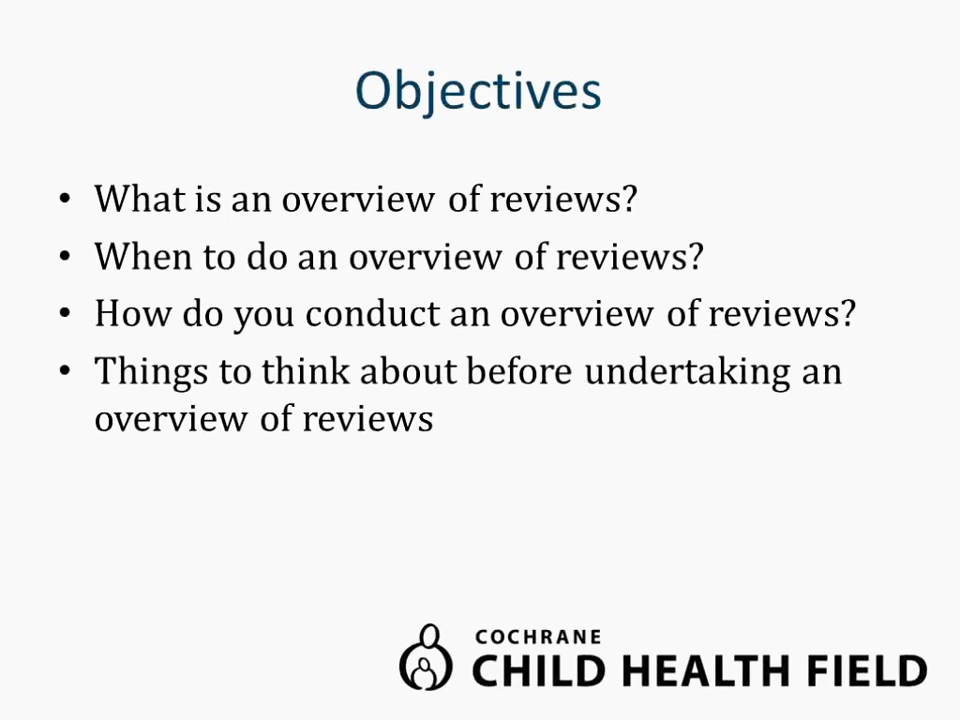 Objectives
• What is an overview of reviews?
• When to do an overview of reviews?
• How do you conduct an overview of reviews?
• Things to think about before undertaking an
overview of reviews
COCHRANE
CHILD HEALTH FIELD